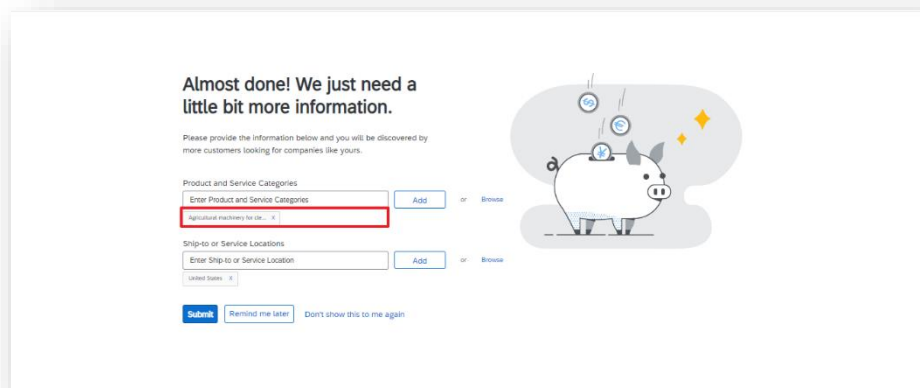 Almost done! We just need a
little bit more information.
Please provide the information below and you will be discovered by
more customers looking for companies like yours.
Product and Service Categories
Enter Product and Service Categories
Add
or
Browse
Agricultural machinery for cle... X
Ship-to or Service Locations
Enter Ship-to or Service Location
Add
or
Browse
United States X
Submit
Remind me later
Don't show this to me again